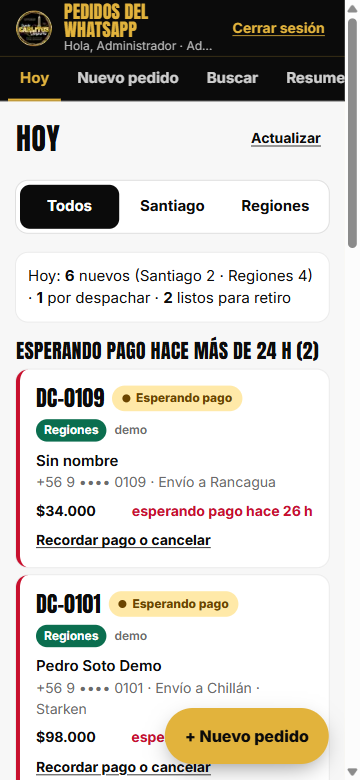 PEDIDOS DEL
WHATSAPP
Hola, Administrador · Ad...
Cerrar sesión
Hoy Nuevo pedido Buscar Resume
HOY
Actualizar
Todos Santiago Regiones
Hoy: 6 nuevos (Santiago 2 · Regiones 4)
· 1 por despachar · 2 listos para retiro
ESPERANDO PAGO HACE MÁS DE 24 H (2)
DC-0109 Esperando pago
Regiones demo
Sin nombre
+56 9 •••• 0109 · Envío a Rancagua
$34.000 esperando pago hace 26 h
Recordar pago o cancelar
DC-0101 Esperando pago
Regiones demo
Pedro Soto Demo
+56 9 •••• 0101 · Envío a Chillán ·
Starken
$98.000 espe
+ Nuevo pedido
Recordar pago o cancelar